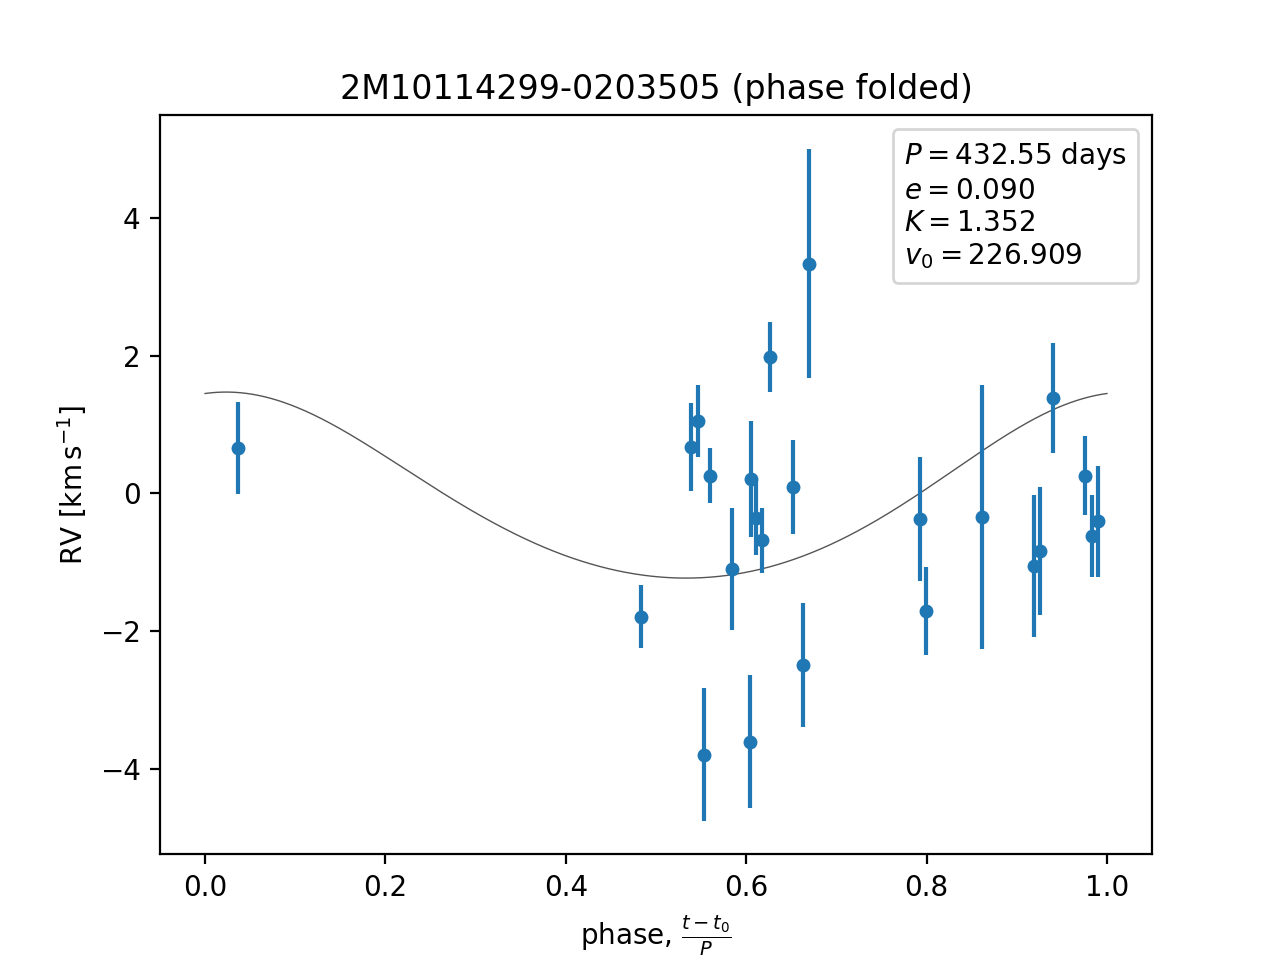 2M10114299-0203505 (phase folded)
P = 432.55 days
e = 0.090
K = 1.352
v₀ = 226.909
RV [km s⁻¹]
4
2
0
−2
−4
0.0 0.2 0.4 0.6 0.8 1.0
phase, (t − t₀)/P